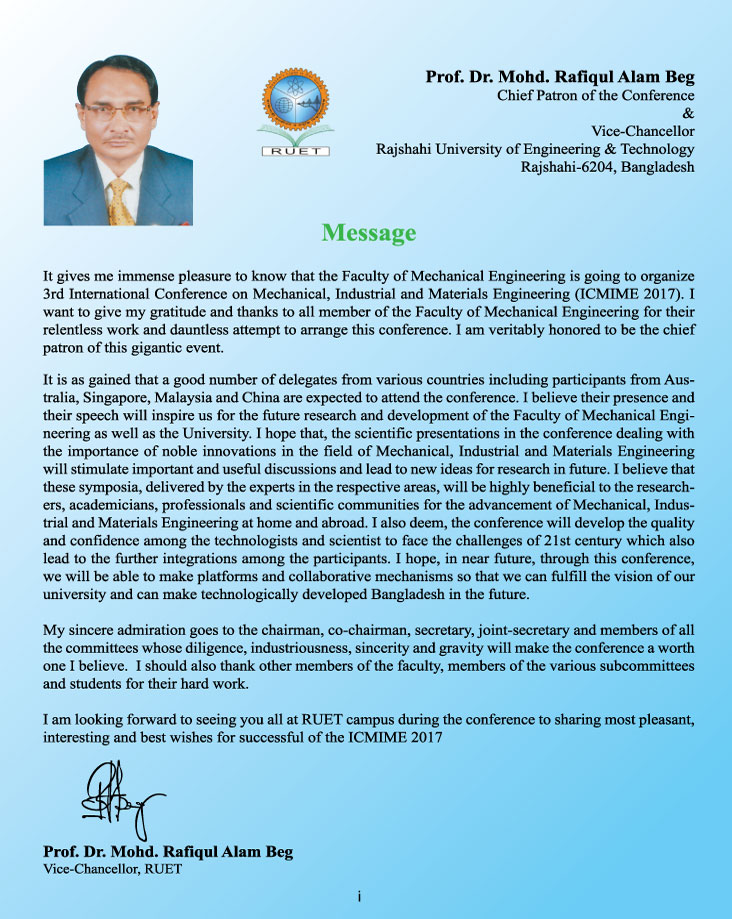 Prof. Dr. Mohd. Rafiqul Alam Beg
Chief Patron of the Conference
&
Vice-Chancellor
Rajshahi University of Engineering & Technology
Rajshahi-6204, Bangladesh
RUET
Message
It gives me immense pleasure to know that the Faculty of Mechanical Engineering is going to organize
3rd International Conference on Mechanical, Industrial and Materials Engineering (ICMIME 2017). I
want to give my gratitude and thanks to all member of the Faculty of Mechanical Engineering for their
relentless work and dauntless attempt to arrange this conference. I am veritably honored to be the chief
patron of this gigantic event.
It is as gained that a good number of delegates from various countries including participants from Aus-
tralia, Singapore, Malaysia and China are expected to attend the conference. I believe their presence and
their speech will inspire us for the future research and development of the Faculty of Mechanical Engi-
neering as well as the University. I hope that, the scientific presentations in the conference dealing with
the importance of noble innovations in the field of Mechanical, Industrial and Materials Engineering
will stimulate important and useful discussions and lead to new ideas for research in future. I believe that
these symposia, delivered by the experts in the respective areas, will be highly beneficial to the research-
ers, academicians, professionals and scientific communities for the advancement of Mechanical, Indus-
trial and Materials Engineering at home and abroad. I also deem, the conference will develop the quality
and confidence among the technologists and scientist to face the challenges of 21st century which also
lead to the further integrations among the participants. I hope, in near future, through this conference,
we will be able to make platforms and collaborative mechanisms so that we can fulfill the vision of our
university and can make technologically developed Bangladesh in the future.
My sincere admiration goes to the chairman, co-chairman, secretary, joint-secretary and members of all
the committees whose diligence, industriousness, sincerity and gravity will make the conference a worth
one I believe.  I should also thank other members of the faculty, members of the various subcommittees
and students for their hard work.
I am looking forward to seeing you all at RUET campus during the conference to sharing most pleasant,
interesting and best wishes for successful of the ICMIME 2017
Prof. Dr. Mohd. Rafiqul Alam Beg
Vice-Chancellor, RUET
i